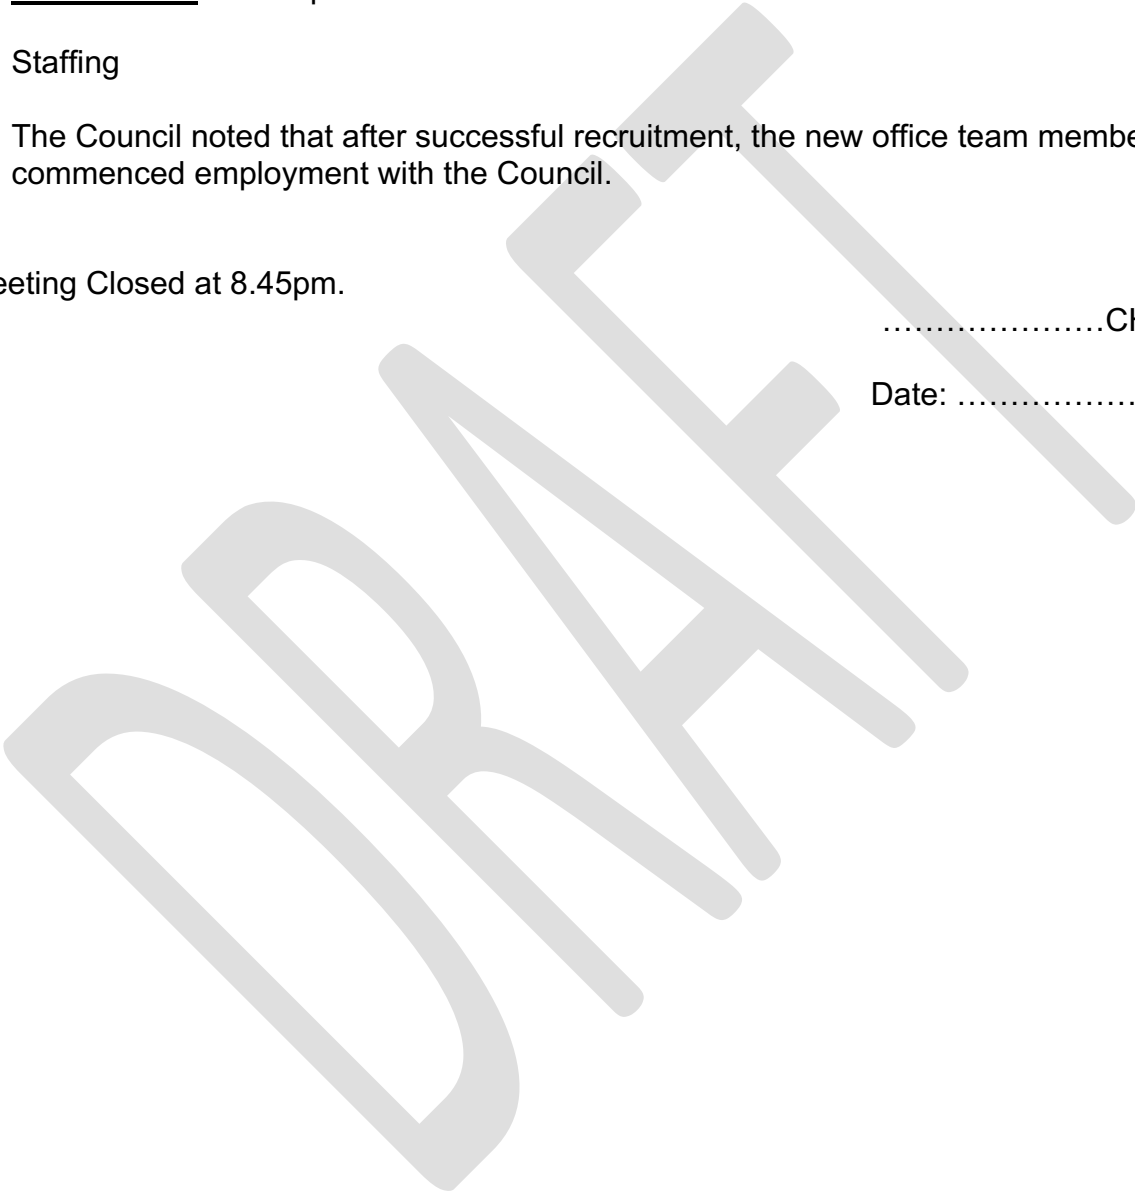 Staffing
The Council noted that after successful recruitment, the new office team membe
commenced employment with the Council.
eeting Closed at 8.45pm.
…………………CH
Date: ………………
DRAFT